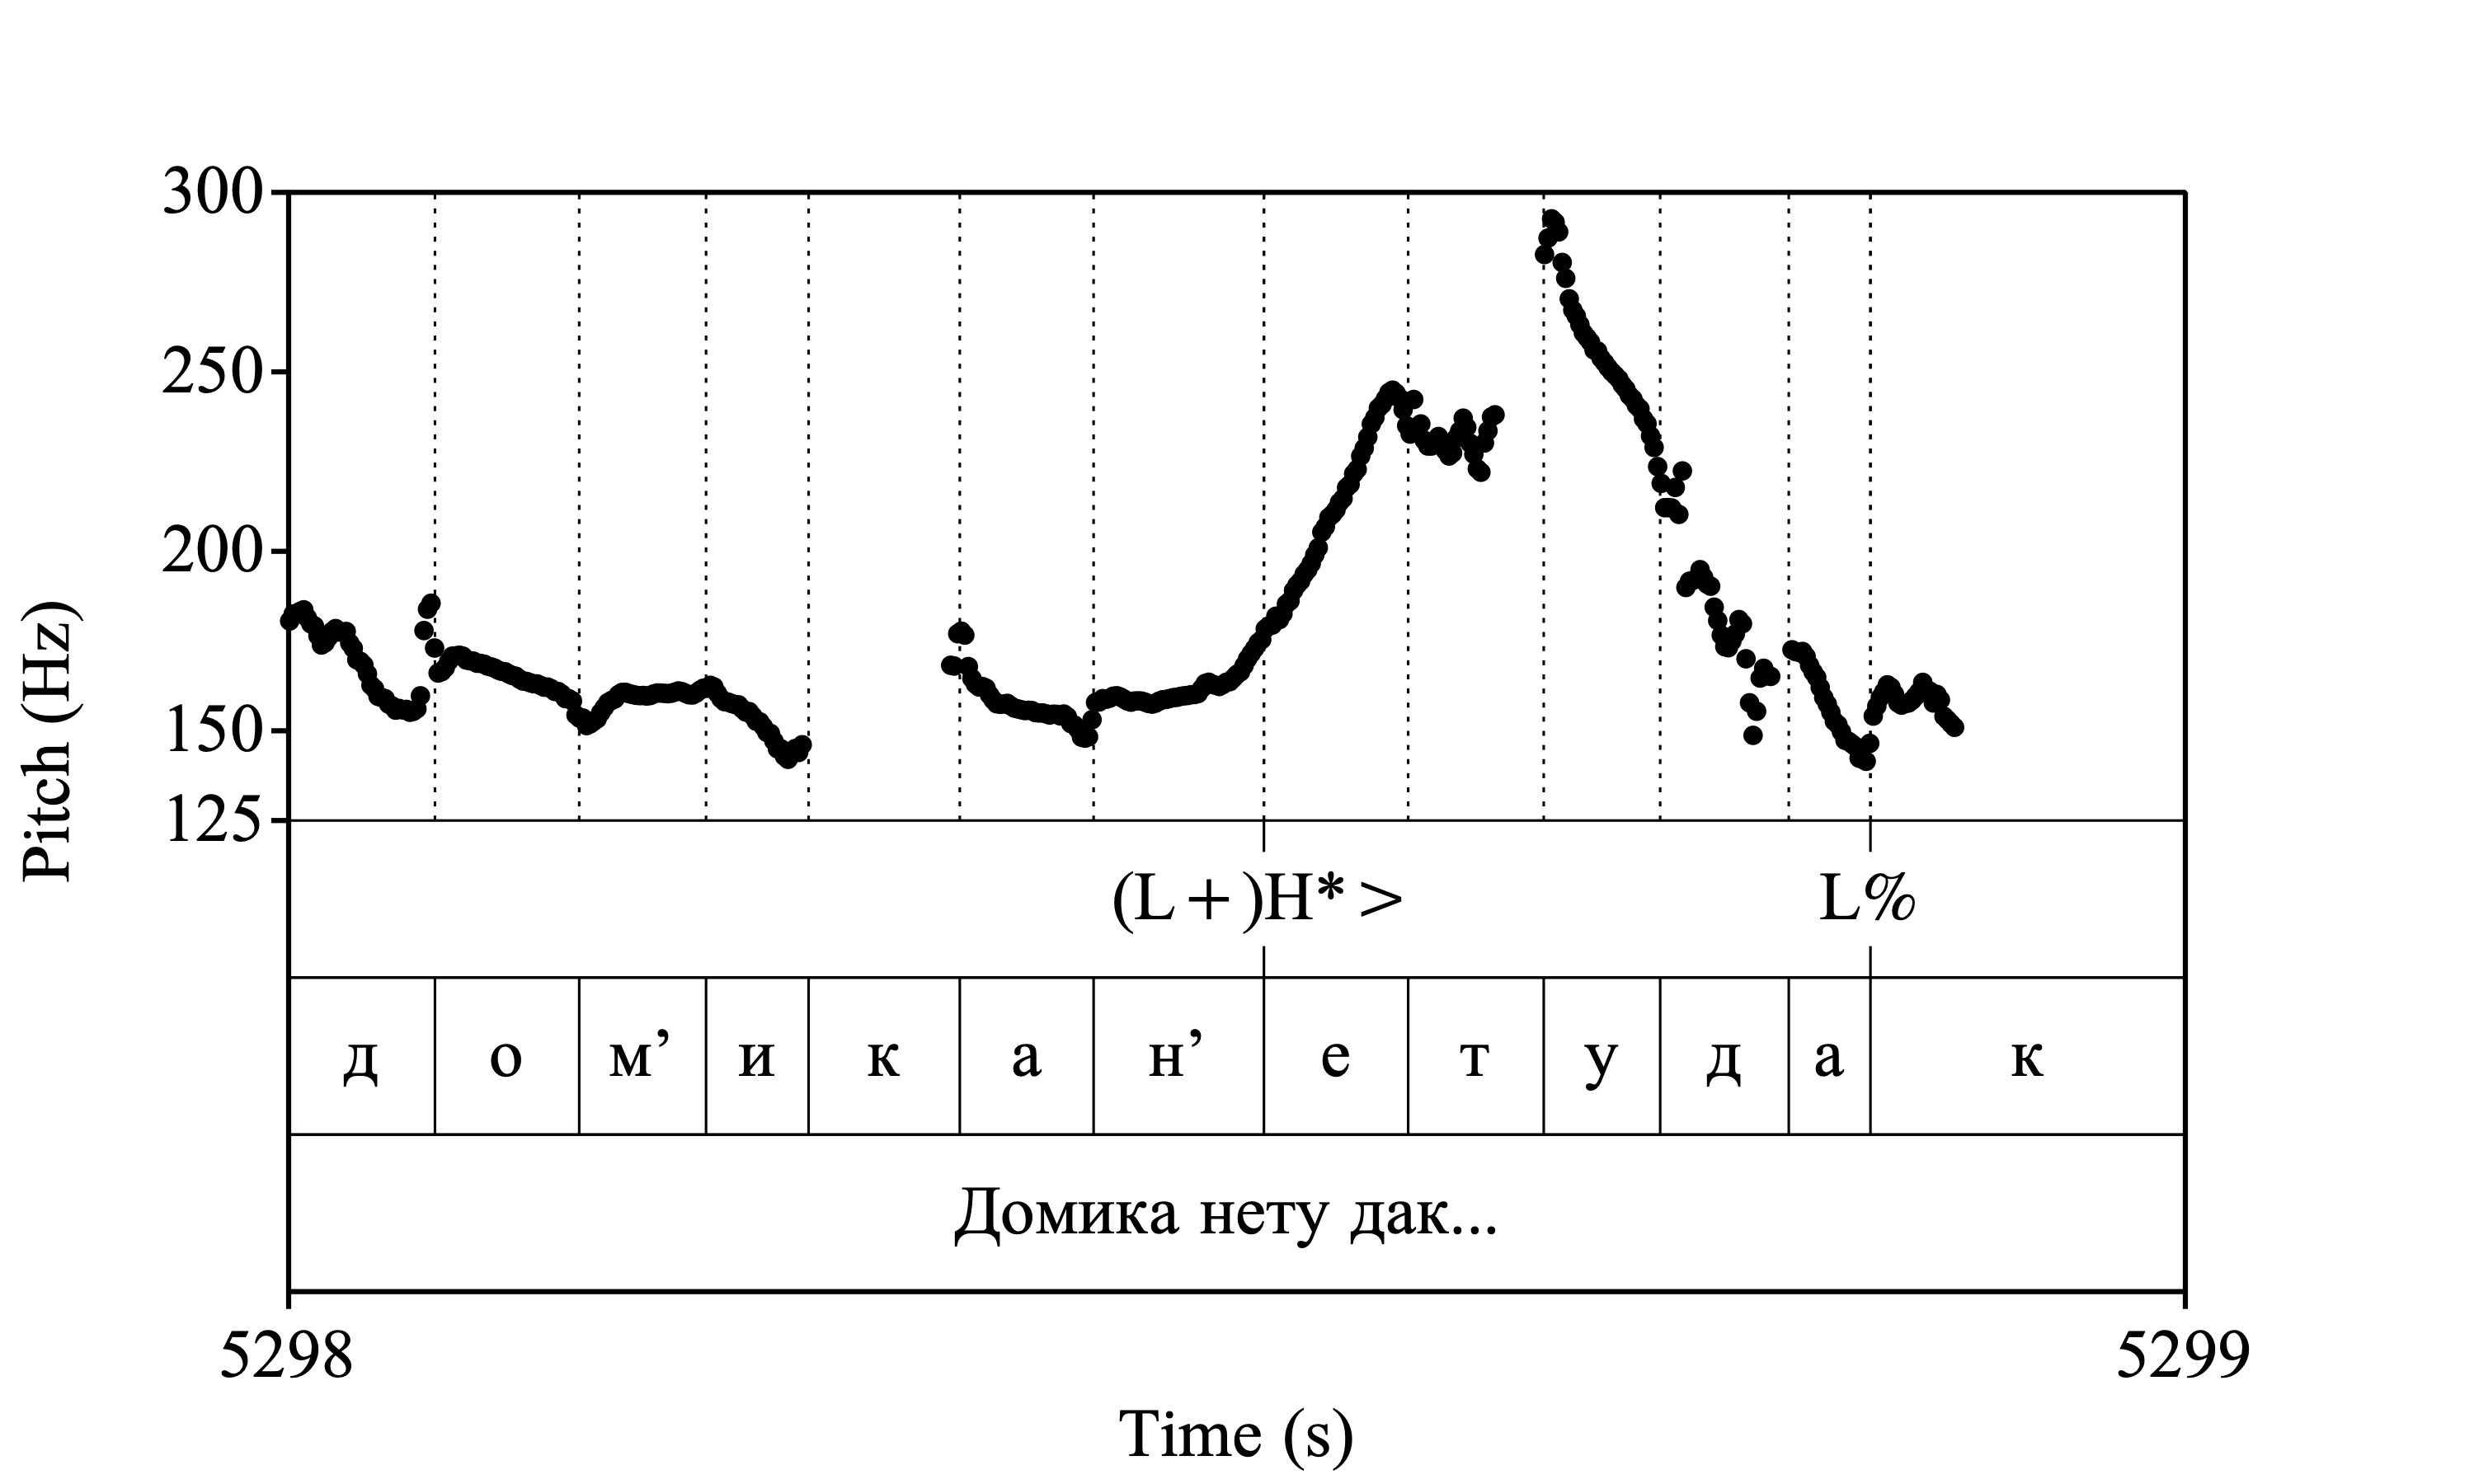 300
250
200
150
125
Pitch (Hz)
(L + )H* > L%
д о м’ и к а н’ е т у д а к
Домика нету дак...
5298 5299
Time (s)